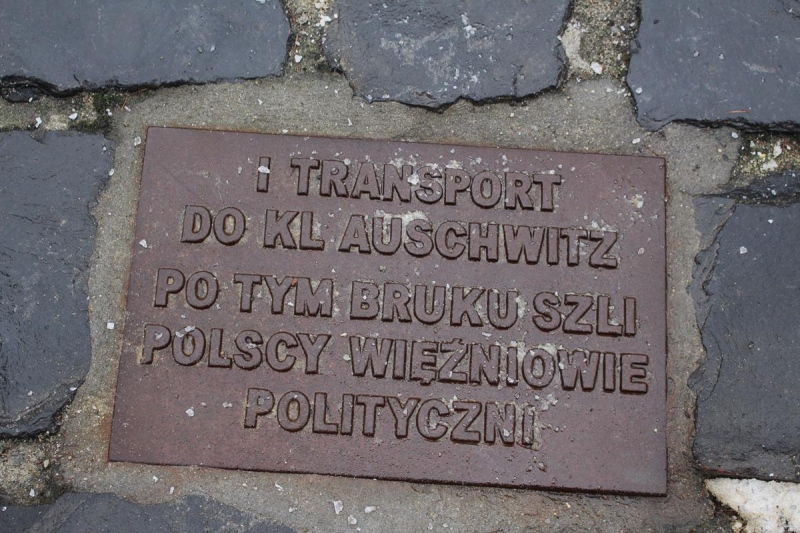 I TRANSPORT
DO KL AUSCHWITZ
PO TYM BRUKU SZLI
POLSCY WIĘŹNIOWIE
POLITYCZNI